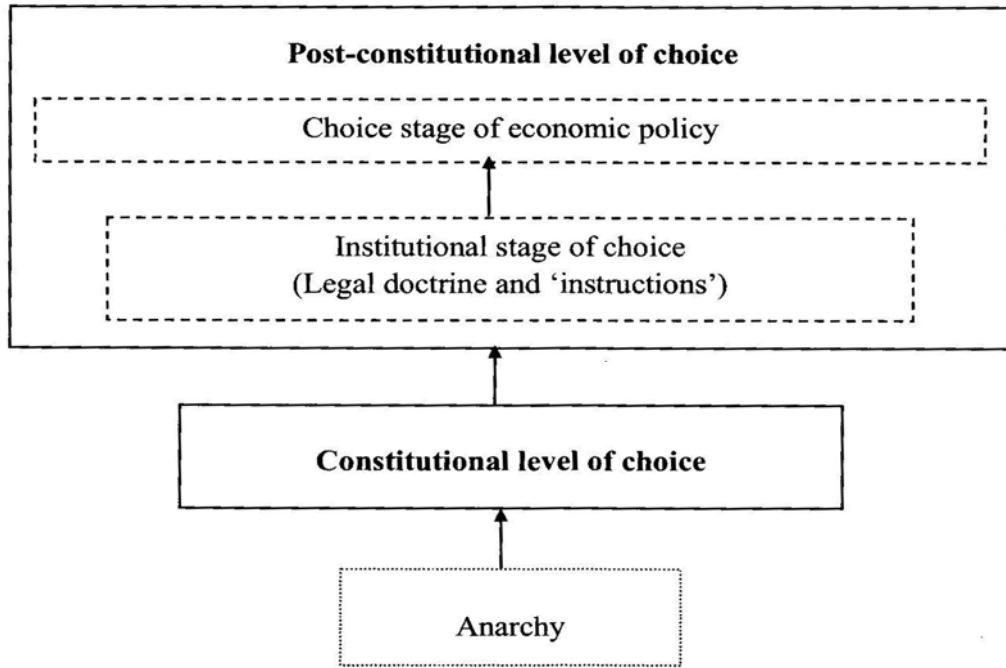 Post-constitutional level of choice
Choice stage of economic policy
Institutional stage of choice
(Legal doctrine and ‘instructions’)
Constitutional level of choice
Anarchy